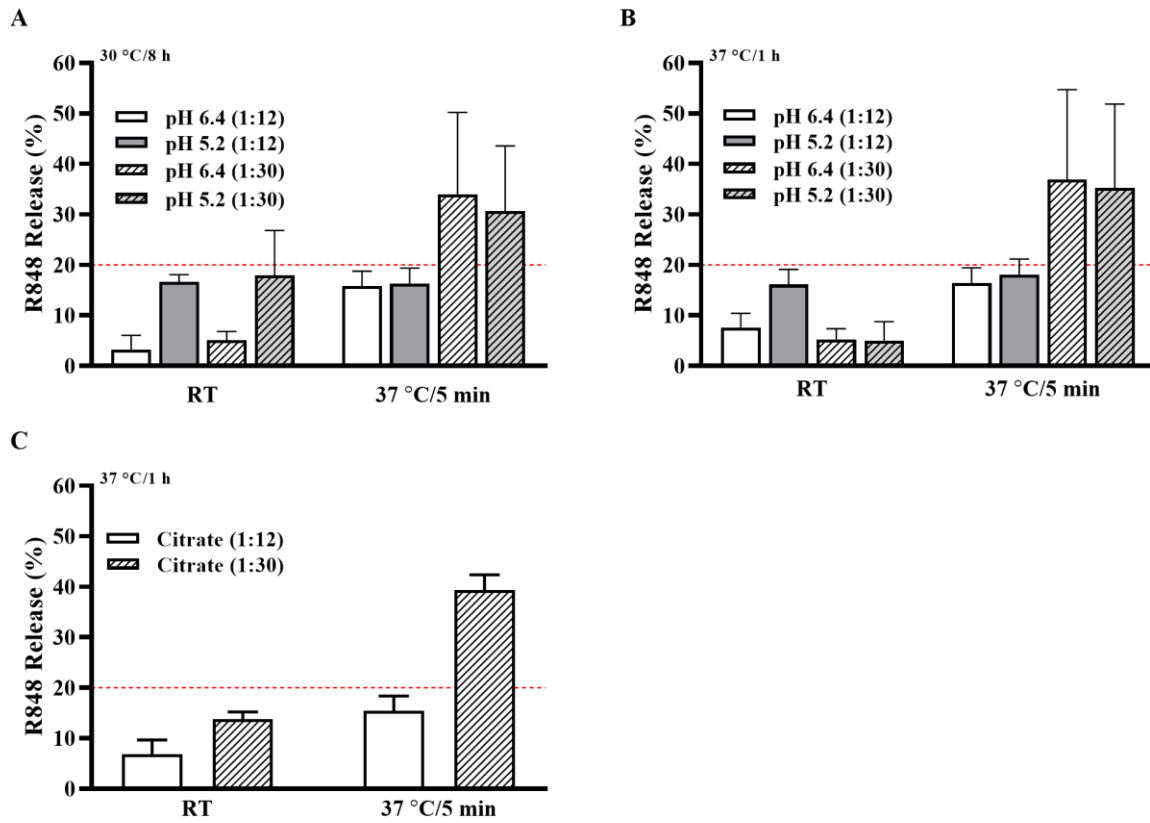 A
30 °C/8 h
60
50
40
30
20
10
0
R848 Release (%)
pH 6.4 (1:12)
pH 5.2 (1:12)
pH 6.4 (1:30)
pH 5.2 (1:30)
RT
37 °C/5 min
B
37 °C/1 h
60
50
40
30
20
10
0
R848 Release (%)
pH 6.4 (1:12)
pH 5.2 (1:12)
pH 6.4 (1:30)
pH 5.2 (1:30)
RT
37 °C/5 min
C
37 °C/1 h
60
50
40
30
20
10
0
R848 Release (%)
Citrate (1:12)
Citrate (1:30)
RT
37 °C/5 min